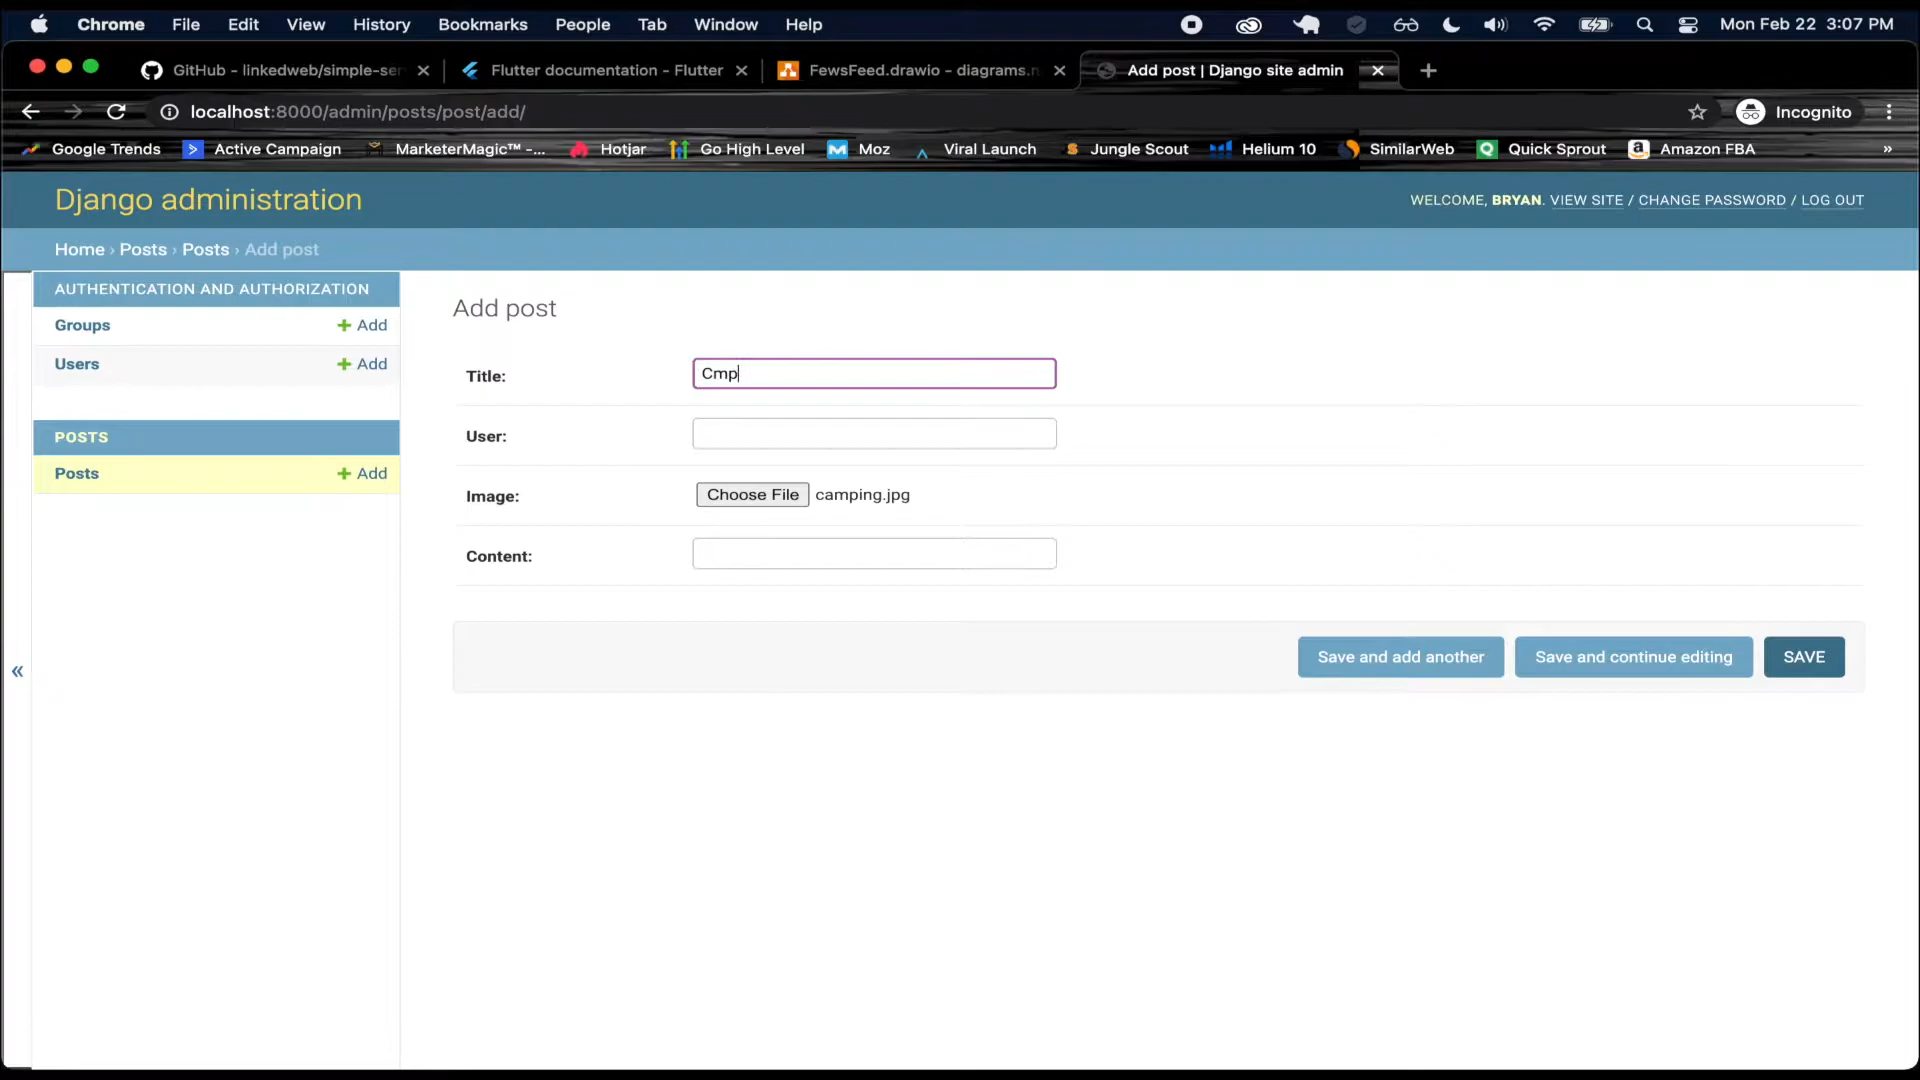 Chrome File Edit View History Bookmarks People Tab Window Help Mon Feb 22 3:07 PM
GitHub - linkedweb/simple-ser Flutter documentation - Flutter FewsFeed.drawio - diagrams.n Add post | Django site admin
localhost:8000/admin/posts/post/add/ Incognito
Google Trends Active Campaign MarketerMagic™ -... Hotjar Go High Level Moz Viral Launch Jungle Scout Helium 10 SimilarWeb Quick Sprout Amazon FBA »
Django administration WELCOME, BRYAN. VIEW SITE / CHANGE PASSWORD / LOG OUT
Home › Posts › Posts › Add post
AUTHENTICATION AND AUTHORIZATION
Groups + Add
Users + Add
POSTS
Posts + Add
«
Add post
Title: Cmp
User:
Image: Choose File camping.jpg
Content:
Save and add another Save and continue editing SAVE